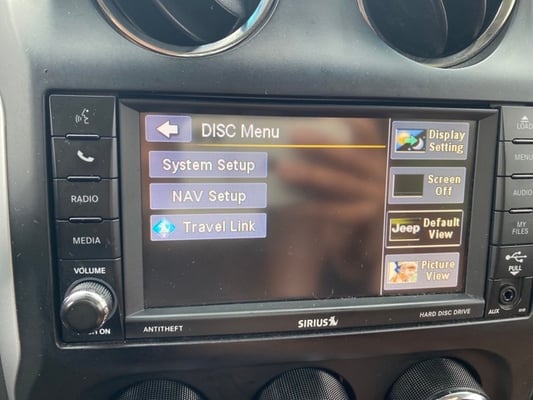 DISC Menu
System Setup
NAV Setup
Travel Link
Display
Setting
Screen
Off
Jeep
Default
View
Picture
View
RADIO
MEDIA
VOLUME
ANTITHEFT
SIRIUS
HARD DISC DRIVE
LOAD
MENU
AUDIO
MY
FILES
PULL
AUX